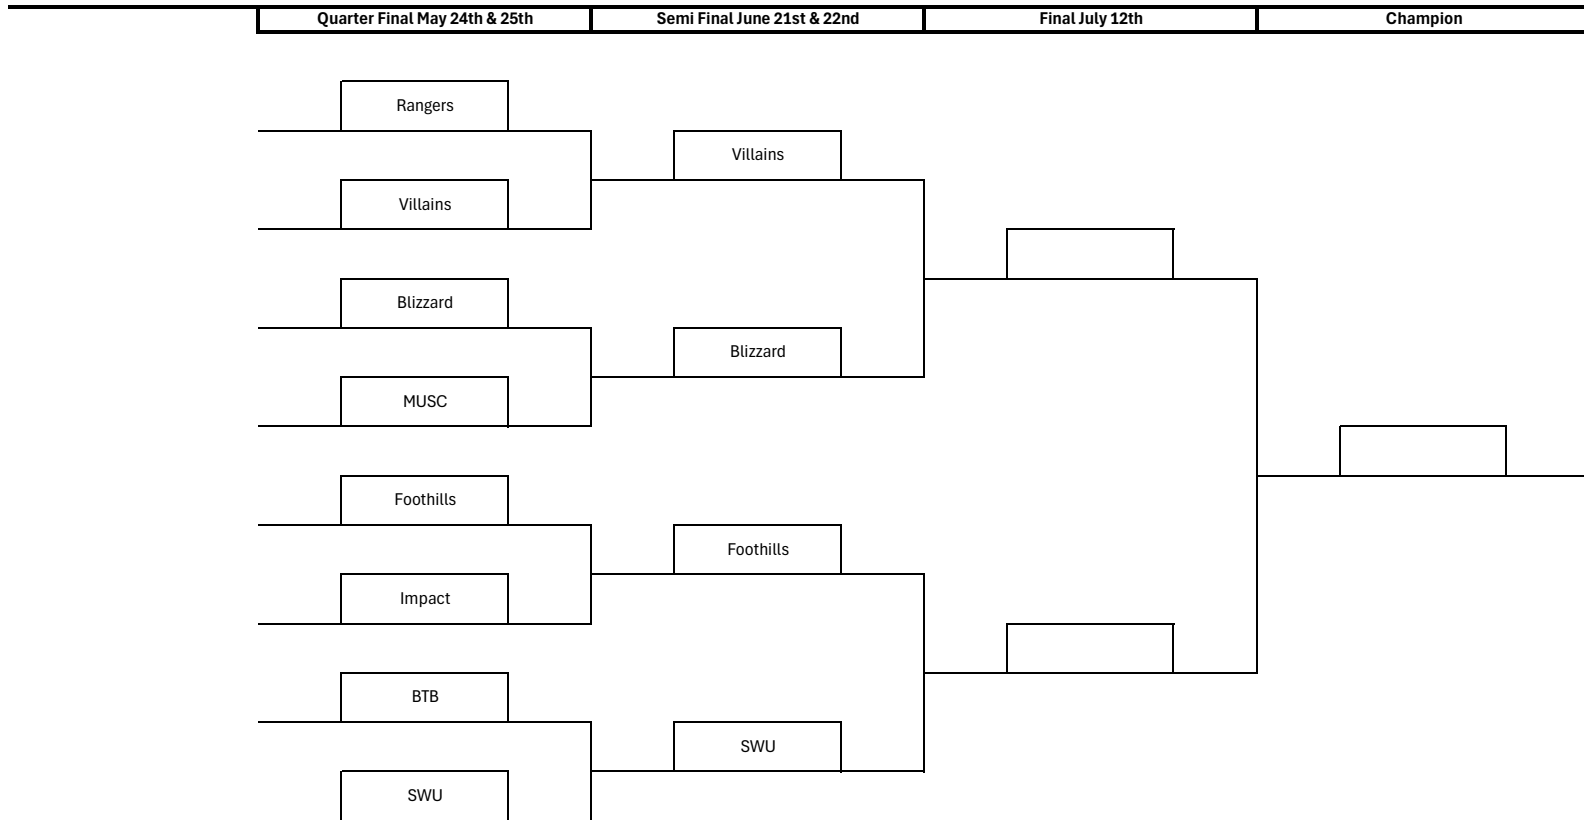 Quarter Final May 24th & 25th
Semi Final June 21st & 22nd
Final July 12th
Champion
Rangers
Villains
Villains
Blizzard
Blizzard
MUSC
Foothills
Foothills
Impact
BTB
SWU
SWU